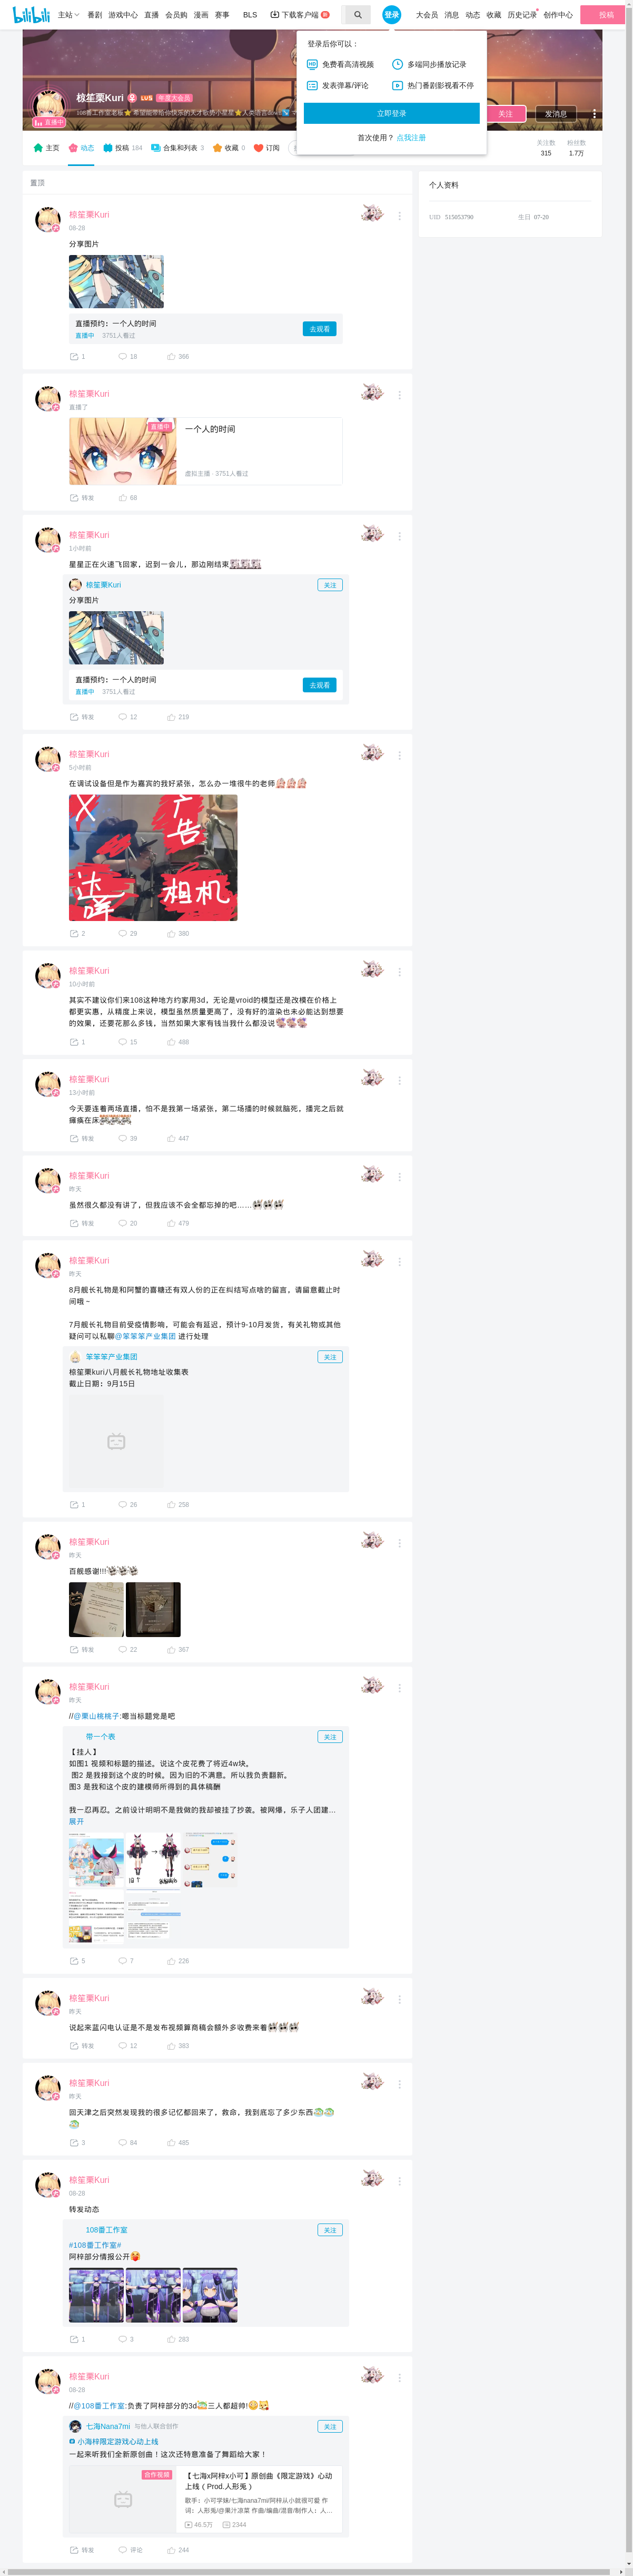 bilibili 主站 番剧 游戏中心 直播 会员购 漫画 赛事 BLS 下载客户端 登录 大会员 消息 动态 收藏 历史记录 创作中心 投稿
登录后你可以：
免费看高清视频 多端同步播放记录
发表弹幕/评论 热门番剧影视看不停
立即登录
首次使用？ 点我注册
椋笙栗Kuri LV5 年度大会员
直播中
关注 发消息
主页 动态 投稿 184 合集和列表 3 收藏 0 订阅
关注数 粉丝数
315 1.7万
个人资料
UID 515053790 生日 07-20
置顶
椋笙栗Kuri
08-28
分享图片
直播预约：一个人的时间
直播中 3751人看过
去观看
1 18 366
椋笙栗Kuri
直播了
直播中
一个人的时间
虚拟主播 · 3751人看过
转发 68
椋笙栗Kuri
1小时前
星星正在火速飞回家，迟到一会儿，那边刚结束
椋笙栗Kuri 关注
分享图片
直播预约：一个人的时间
直播中 3751人看过
去观看
转发 12 219
椋笙栗Kuri
5小时前
在调试设备但是作为嘉宾的我好紧张，怎么办一堆很牛的老师
广告
相机
2 29 380
椋笙栗Kuri
10小时前
其实不建议你们来108这种地方约家用3d，无论是vroid的模型还是改模在价格上
都更实惠，从精度上来说，模型虽然质量更高了，没有好的渲染也未必能达到想要
的效果，还要花那么多钱，当然如果大家有钱当我什么都没说
1 15 488
椋笙栗Kuri
13小时前
今天要连着两场直播，怕不是我第一场紧张，第二场播的时候就脑死，播完之后就
瘫痪在床
转发 39 447
椋笙栗Kuri
昨天
虽然很久都没有讲了，但我应该不会全都忘掉的吧……
转发 20 479
椋笙栗Kuri
昨天
8月舰长礼物是和阿蟹的喜糖还有双人份的正在纠结写点啥的留言，请留意截止时
间哦～
7月舰长礼物目前受疫情影响，可能会有延迟，预计9-10月发货，有关礼物或其他
疑问可以私聊@笨笨笨产业集团 进行处理
笨笨笨产业集团 关注
椋笙栗kuri八月舰长礼物地址收集表
截止日期：9月15日
1 26 258
椋笙栗Kuri
昨天
百舰感谢!!!
转发 22 367
椋笙栗Kuri
昨天
//@栗山桃桃子:嗯当标题党是吧
带一个表 关注
【挂人】
如图1 视频和标题的描述。说这个皮花费了将近4w块。
图2 是我接到这个皮的时候。因为旧的不满意。所以我负责翻新。
图3 是我和这个皮的建模师所得到的具体稿酬
我一忍再忍。之前设计明明不是我做的我却被挂了抄袭。被网爆，乐子人团建...
展开
5 7 226
椋笙栗Kuri
昨天
说起来蓝闪电认证是不是发布视频算商稿会额外多收费来着
转发 12 383
椋笙栗Kuri
昨天
回天津之后突然发现我的很多记忆都回来了，救命，我到底忘了多少东西
3 84 485
椋笙栗Kuri
08-28
转发动态
108番工作室 关注
#108番工作室#
阿梓部分情报公开
1 3 283
椋笙栗Kuri
08-28
//@108番工作室:负责了阿梓部分的3d三人都超帅!
七海Nana7mi 与他人联合创作 关注
小海梓限定游戏心动上线
一起来听我们全新原创曲！这次还特意准备了舞蹈给大家！
合作视频
【七海x阿梓x小可】原创曲《限定游戏》心动
上线（Prod.人形兎）
歌手：小可学妹/七海nana7mi/阿梓从小就很可爱 作
词：人形兎/@果汁凉菜 作曲/编曲/混音/制作人：人...
46.5万 2344
转发 评论 244